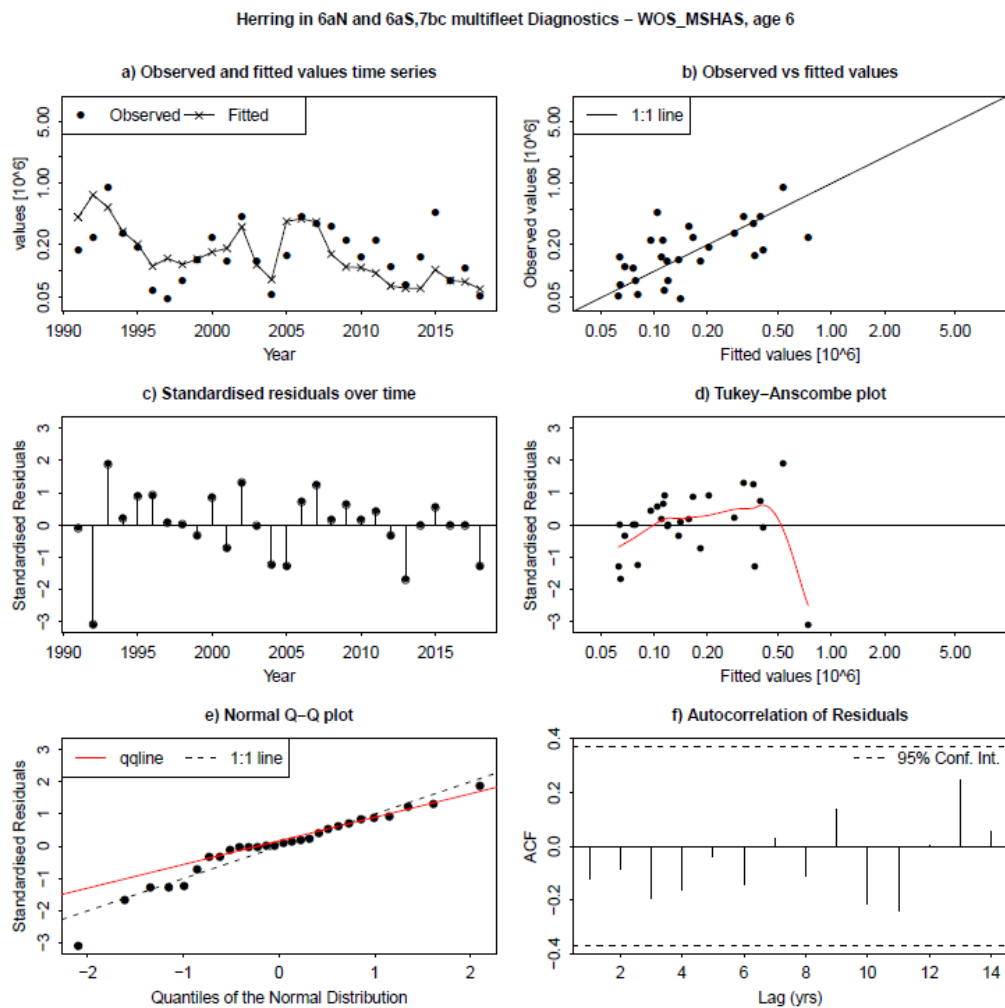 Herring in 6aN and 6aS,7bc multifleet Diagnostics – WOS_MSHAS, age 6
a) Observed and fitted values time series
Observed
Fitted
values [10^6]
5.00
1.00
0.20
0.05
1990 1995 2000 2005 2010 2015
Year
b) Observed vs fitted values
1:1 line
Observed values [10^6]
5.00
1.00
0.20
0.05
0.05 0.10 0.20 0.50 1.00 2.00 5.00
Fitted values [10^6]
c) Standardised residuals over time
Standardised Residuals
3
2
1
0
−1
−2
−3
1990 1995 2000 2005 2010 2015
Year
d) Tukey–Anscombe plot
Standardised Residuals
3
2
1
0
−1
−2
−3
0.05 0.10 0.20 0.50 1.00 2.00 5.00
Fitted values [10^6]
e) Normal Q–Q plot
qqline
1:1 line
Standardised Residuals
3
2
1
0
−1
−2
−3
−2 −1 0 1 2
Quantiles of the Normal Distribution
f) Autocorrelation of Residuals
95% Conf. Int.
ACF
0.4
0.2
0.0
−0.2
−0.4
2 4 6 8 10 12 14
Lag (yrs)